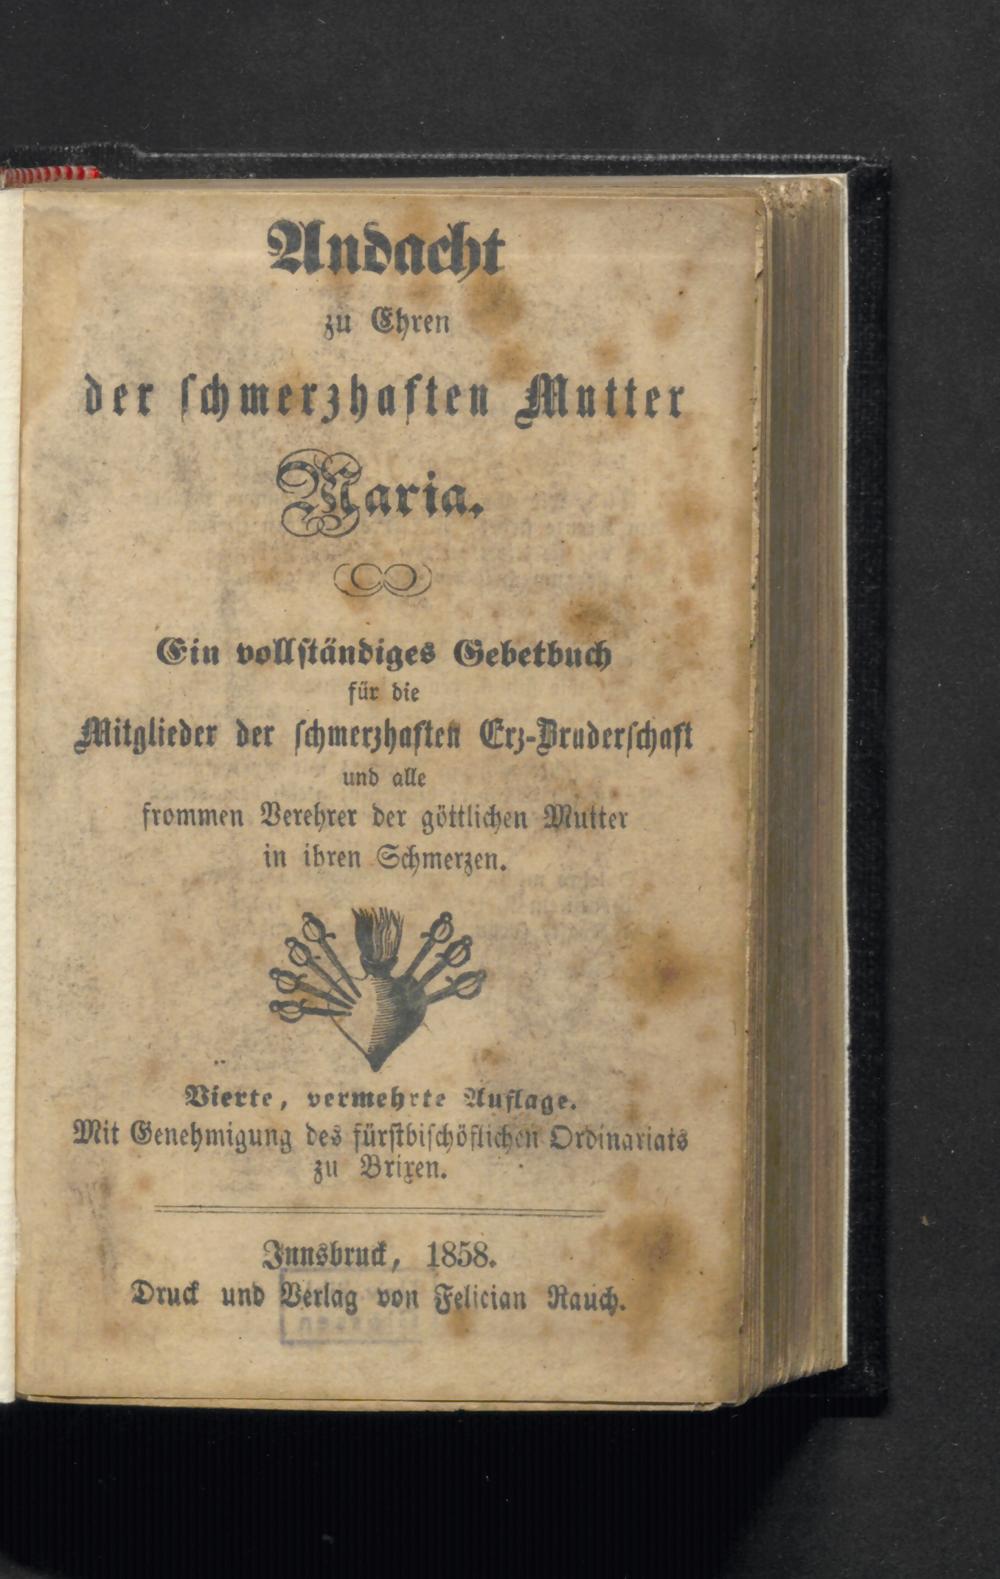 Andacht
zu Ehren
der ſchmerzhaften Mutter
Maria.
Ein vollſtändiges Gebetbuch
für die
Mitglieder der ſchmerzhaften Erz-Bruderſchaft
und alle
frommen Verehrer der göttlichen Mutter
in ihren Schmerzen.
Vierte, vermehrte Auflage.
Mit Genehmigung des fürſtbiſchöflichen Ordinariats
zu Brixen.
Innsbruck, 1858.
Druck und Verlag von Felician Rauch.